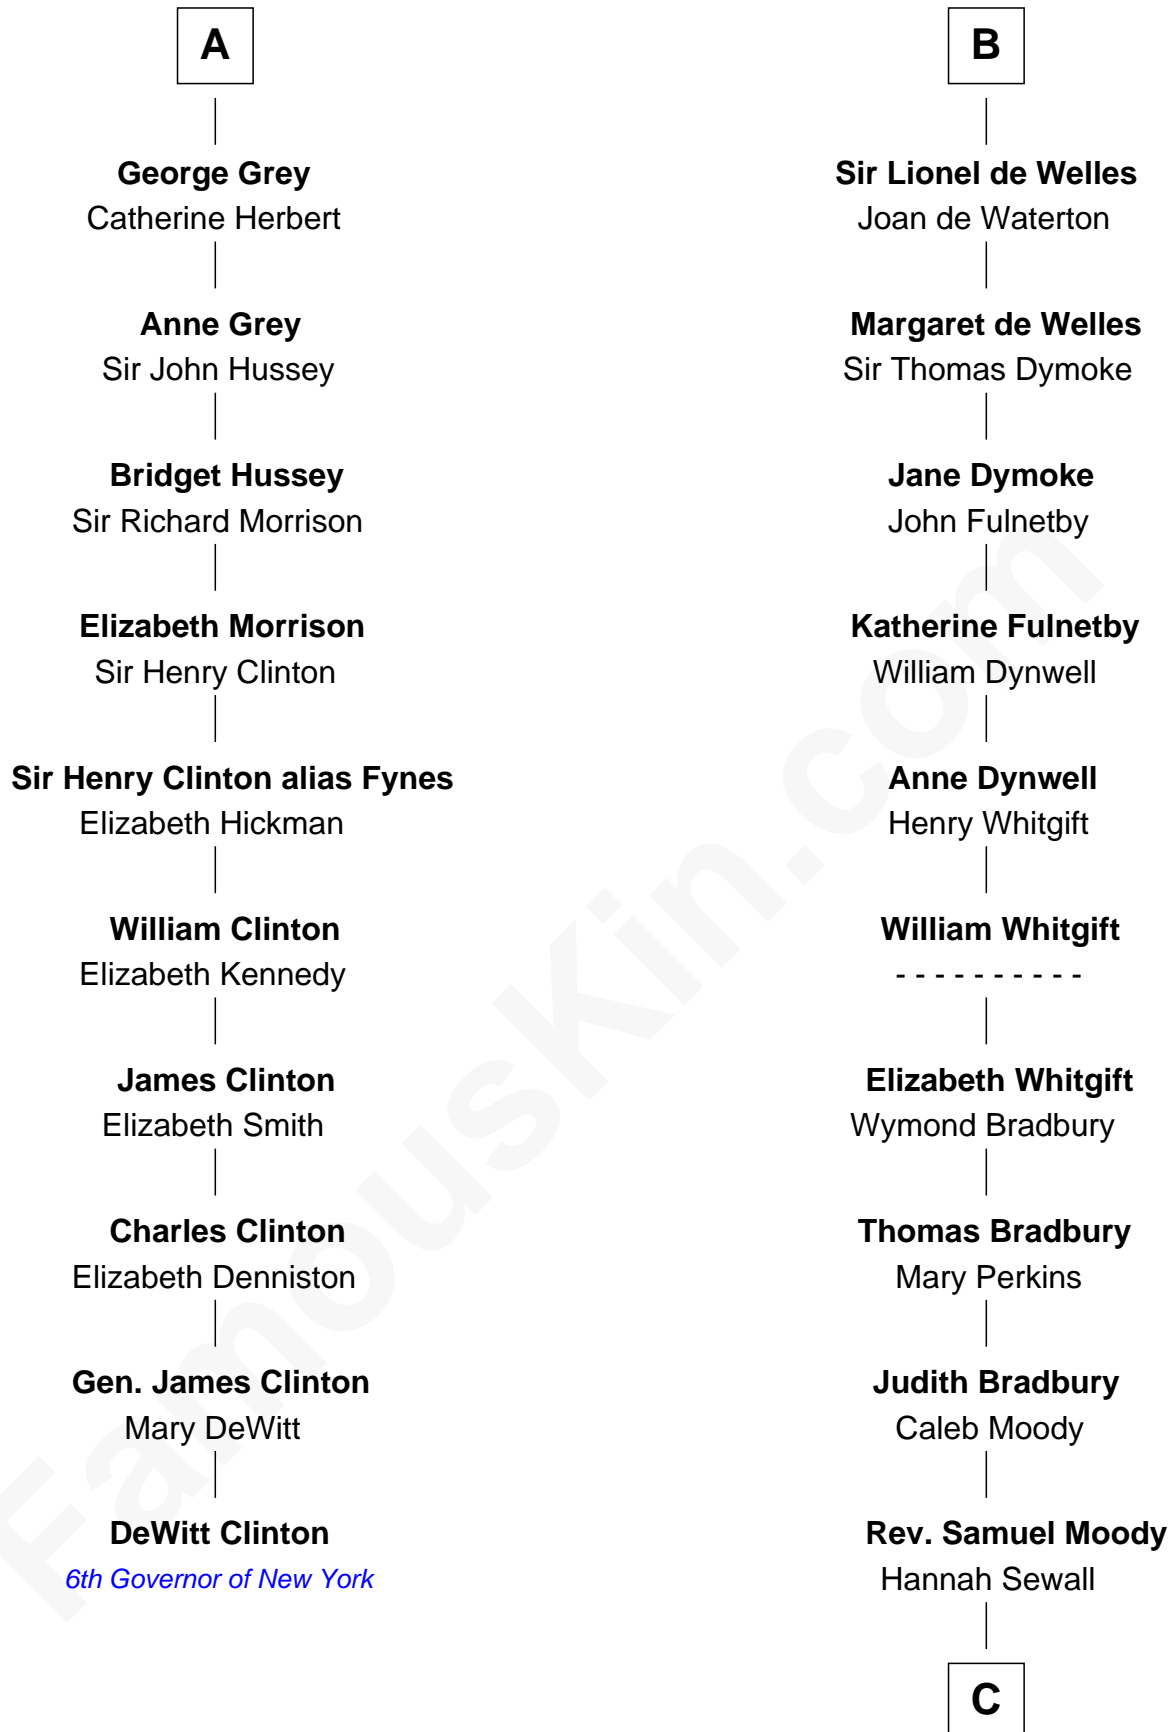 A
George Grey
Catherine Herbert
Anne Grey
Sir John Hussey
Bridget Hussey
Sir Richard Morrison
Elizabeth Morrison
Sir Henry Clinton
Sir Henry Clinton alias Fynes
Elizabeth Hickman
William Clinton
Elizabeth Kennedy
James Clinton
Elizabeth Smith
Charles Clinton
Elizabeth Denniston
Gen. James Clinton
Mary DeWitt
DeWitt Clinton
6th Governor of New York
B
Sir Lionel de Welles
Joan de Waterton
Margaret de Welles
Sir Thomas Dymoke
Jane Dymoke
John Fulnetby
Katherine Fulnetby
William Dynwell
Anne Dynwell
Henry Whitgift
William Whitgift
- - - - - - - - - -
Elizabeth Whitgift
Wymond Bradbury
Thomas Bradbury
Mary Perkins
Judith Bradbury
Caleb Moody
Rev. Samuel Moody
Hannah Sewall
C
FamousKin.com